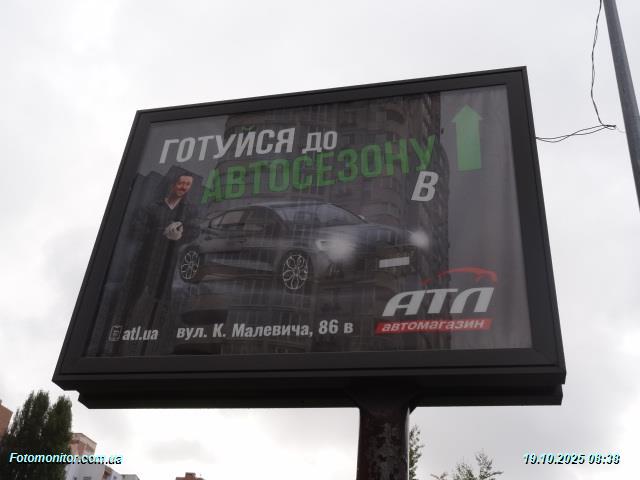 ГОТУЙСЯ ДО
АВТОСЕЗОНУ
В
АТЛ
автомагазин
atl.ua вул. К. Малевича, 86 в
Fotomonitor.com.ua
19.10.2025 08:38